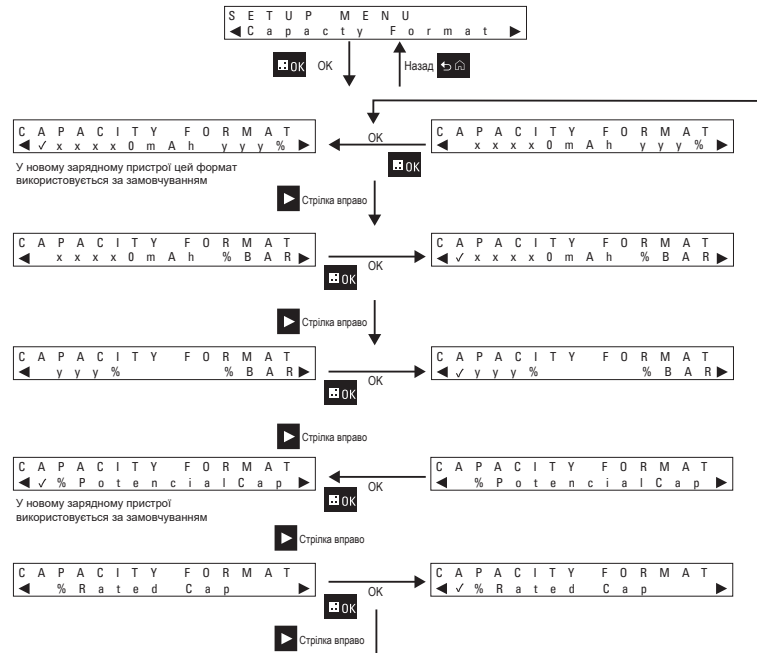 SETUP MENU
◀Capacty Format ▶
OK OK Назад
OK
CAPACITY FORMAT CAPACITY FORMAT
◀✓xxxx0mAh yyy%▶ ◀ xxxx0mAh yyy%▶
OK
У новому зарядному пристрої цей формат
використовується за замовчуванням
Стрілка вправо
CAPACITY FORMAT CAPACITY FORMAT
◀ xxxx0mAh %BAR▶ ◀✓xxxx0mAh %BAR▶
OK
OK
Стрілка вправо
CAPACITY FORMAT CAPACITY FORMAT
◀ yyy% %BAR▶ ◀✓yyy% %BAR▶
OK
OK
Стрілка вправо
CAPACITY FORMAT CAPACITY FORMAT
◀✓%PotencialCap▶ ◀ %PotencialCap▶
OK
OK
У новому зарядному пристрої
використовується за замовчуванням
Стрілка вправо
CAPACITY FORMAT CAPACITY FORMAT
◀ %Rated Cap ▶ ◀✓%Rated Cap ▶
OK
OK
Стрілка вправо